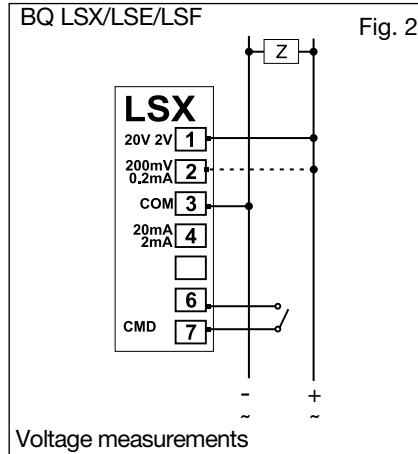 BQ LSX/LSE/LSF
Fig. 2
Z
LSX
20V 2V 1
200mV
0.2mA 2
COM 3
20mA
2mA 4
6
CMD
7
- +
~ ~
Voltage measurements